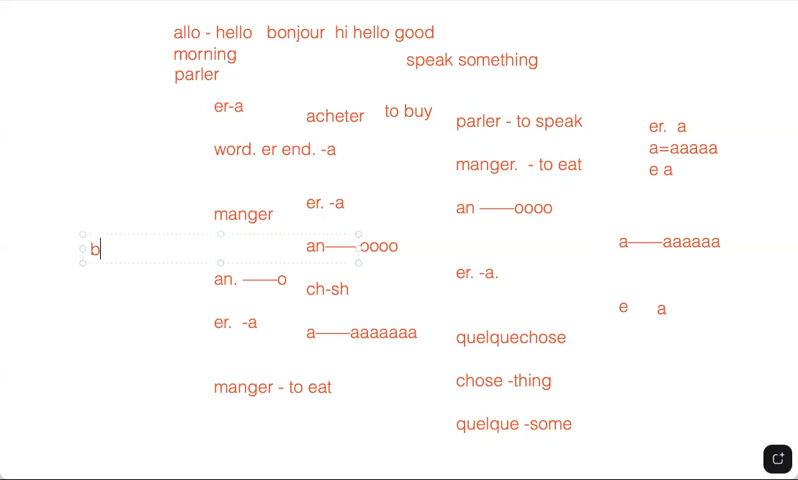 allo - hello   bonjour  hi hello good
morning
parler
speak something
er-a
word. er end. -a
manger
b
an. ——o
er.  -a
manger - to eat
acheter
to buy
er. -a
an——oooo
ch-sh
a——aaaaaaa
parler - to speak
manger.  - to eat
an ——oooo
er. -a.
quelquechose
chose -thing
quelque -some
er.  a
a=aaaaa
e a
a——aaaaaa
e
a